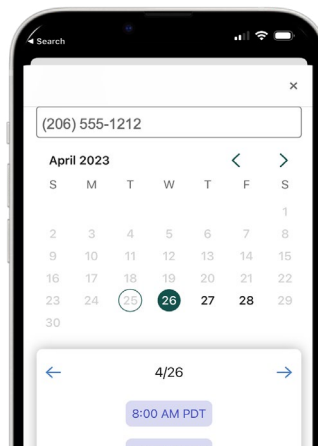 Search
(206) 555-1212
April 2023
S M T W T F S
1
2 3 4 5 6 7 8
9 10 11 12 13 14 15
16 17 18 19 20 21 22
23 24 25 26 27 28 29
30
4/26
8:00 AM PDT